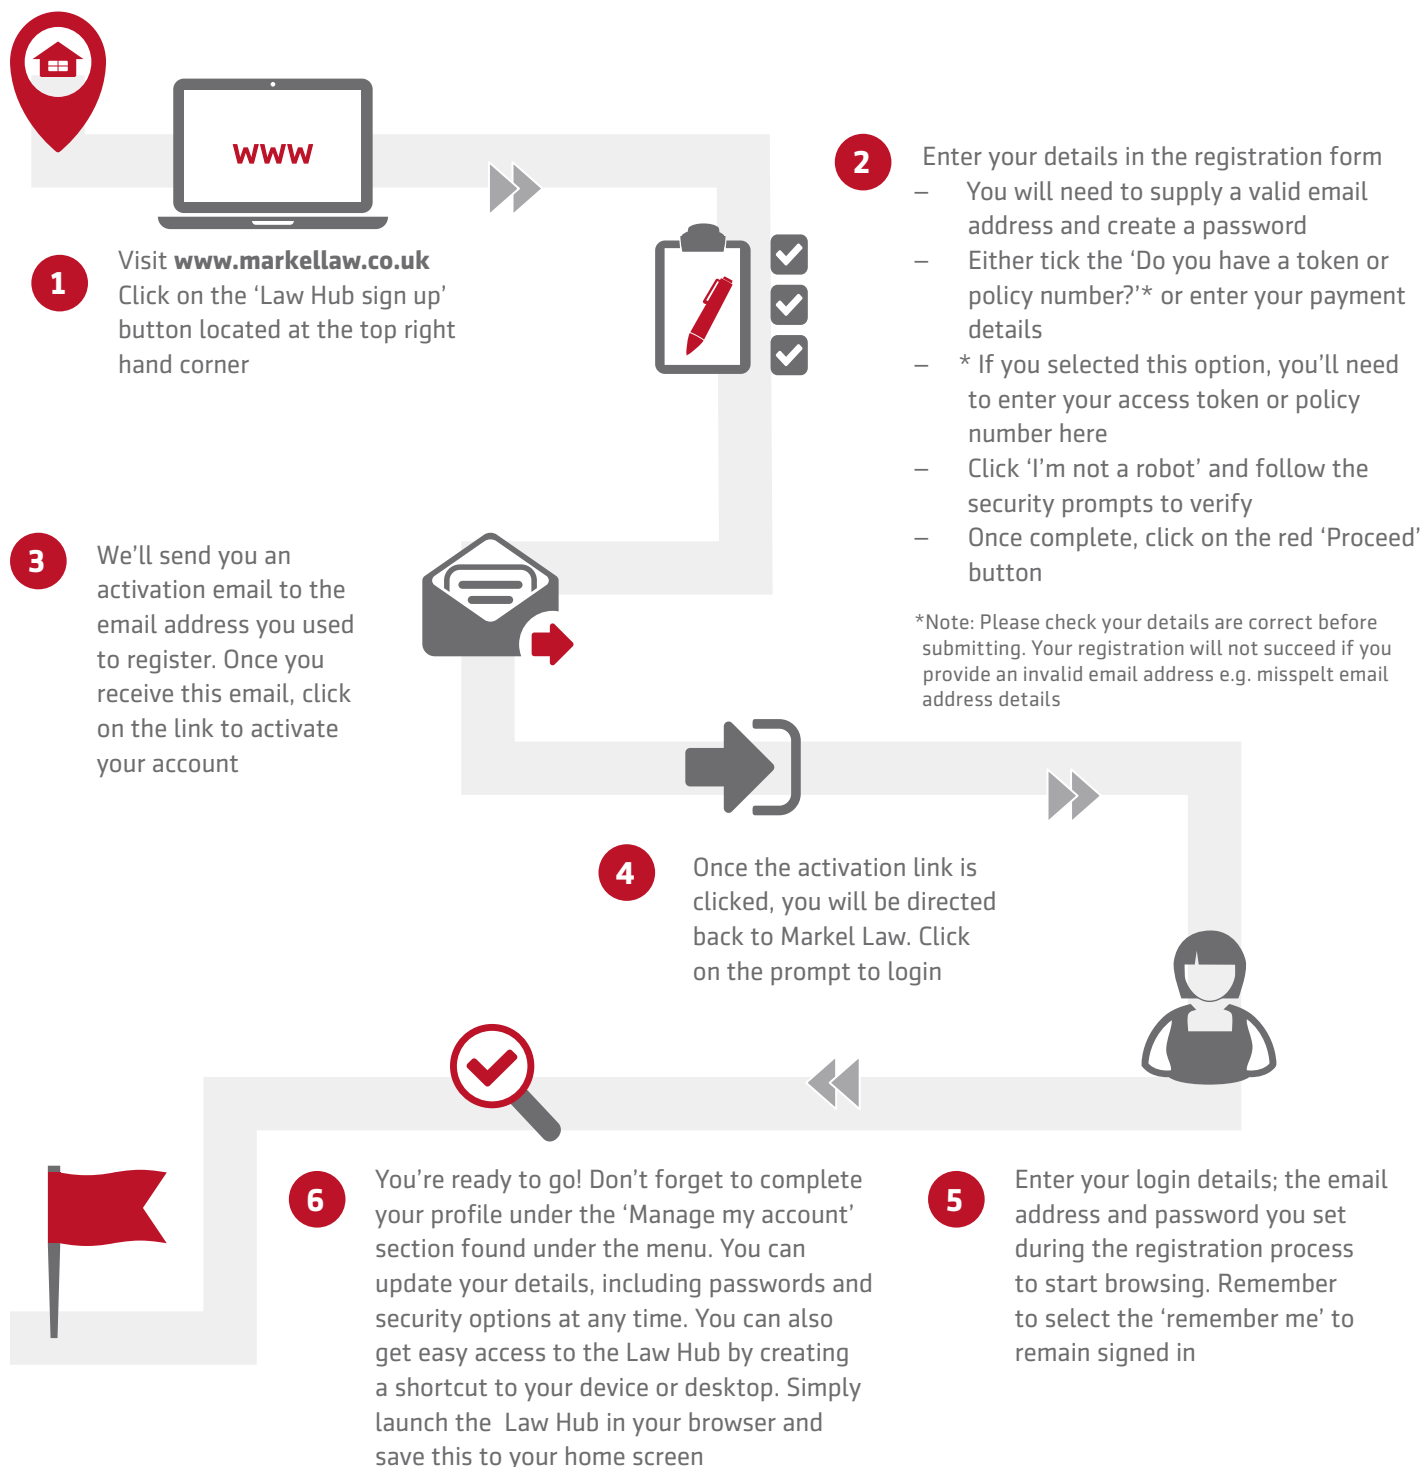 www
1
Visit www.markellaw.co.uk
Click on the ‘Law Hub sign up’
button located at the top right
hand corner
2
Enter your details in the registration form
– You will need to supply a valid email
address and create a password
– Either tick the ‘Do you have a token or
policy number?’* or enter your payment
details
– * If you selected this option, you’ll need
to enter your access token or policy
number here
– Click ‘I’m not a robot’ and follow the
security prompts to verify
– Once complete, click on the red ‘Proceed’
button
*Note: Please check your details are correct before
submitting. Your registration will not succeed if you
provide an invalid email address e.g. misspelt email
address details
3
We’ll send you an
activation email to the
email address you used
to register. Once you
receive this email, click
on the link to activate
your account
4
Once the activation link is
clicked, you will be directed
back to Markel Law. Click
on the prompt to login
5
Enter your login details; the email
address and password you set
during the registration process
to start browsing. Remember
to select the ‘remember me’ to
remain signed in
6
You’re ready to go! Don’t forget to complete
your profile under the ‘Manage my account’
section found under the menu. You can
update your details, including passwords and
security options at any time. You can also
get easy access to the Law Hub by creating
a shortcut to your device or desktop. Simply
launch the  Law Hub in your browser and
save this to your home screen